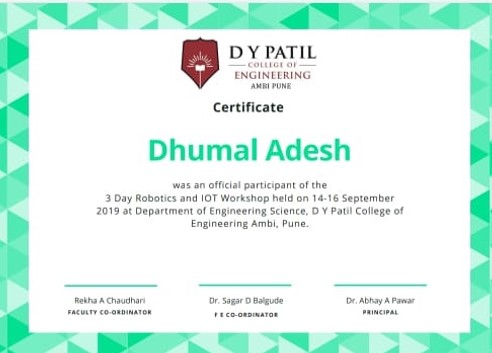 D Y PATIL
COLLEGE OF
ENGINEERING
AMBI PUNE
Certificate
Dhumal Adesh
was an official participant of the
3 Day Robotics and IOT Workshop held on 14-16 September
2019 at Department of Engineering Science, D Y Patil College of
Engineering Ambi, Pune.
Rekha A Chaudhari
FACULTY CO-ORDINATOR
Dr. Sagar D Balgude
F E CO-ORDINATOR
Dr. Abhay A Pawar
PRINCIPAL